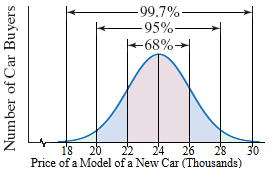 99.7%
95%
68%
Number of Car Buyers
18 20 22 24 26 28 30
Price of a Model of a New Car (Thousands)